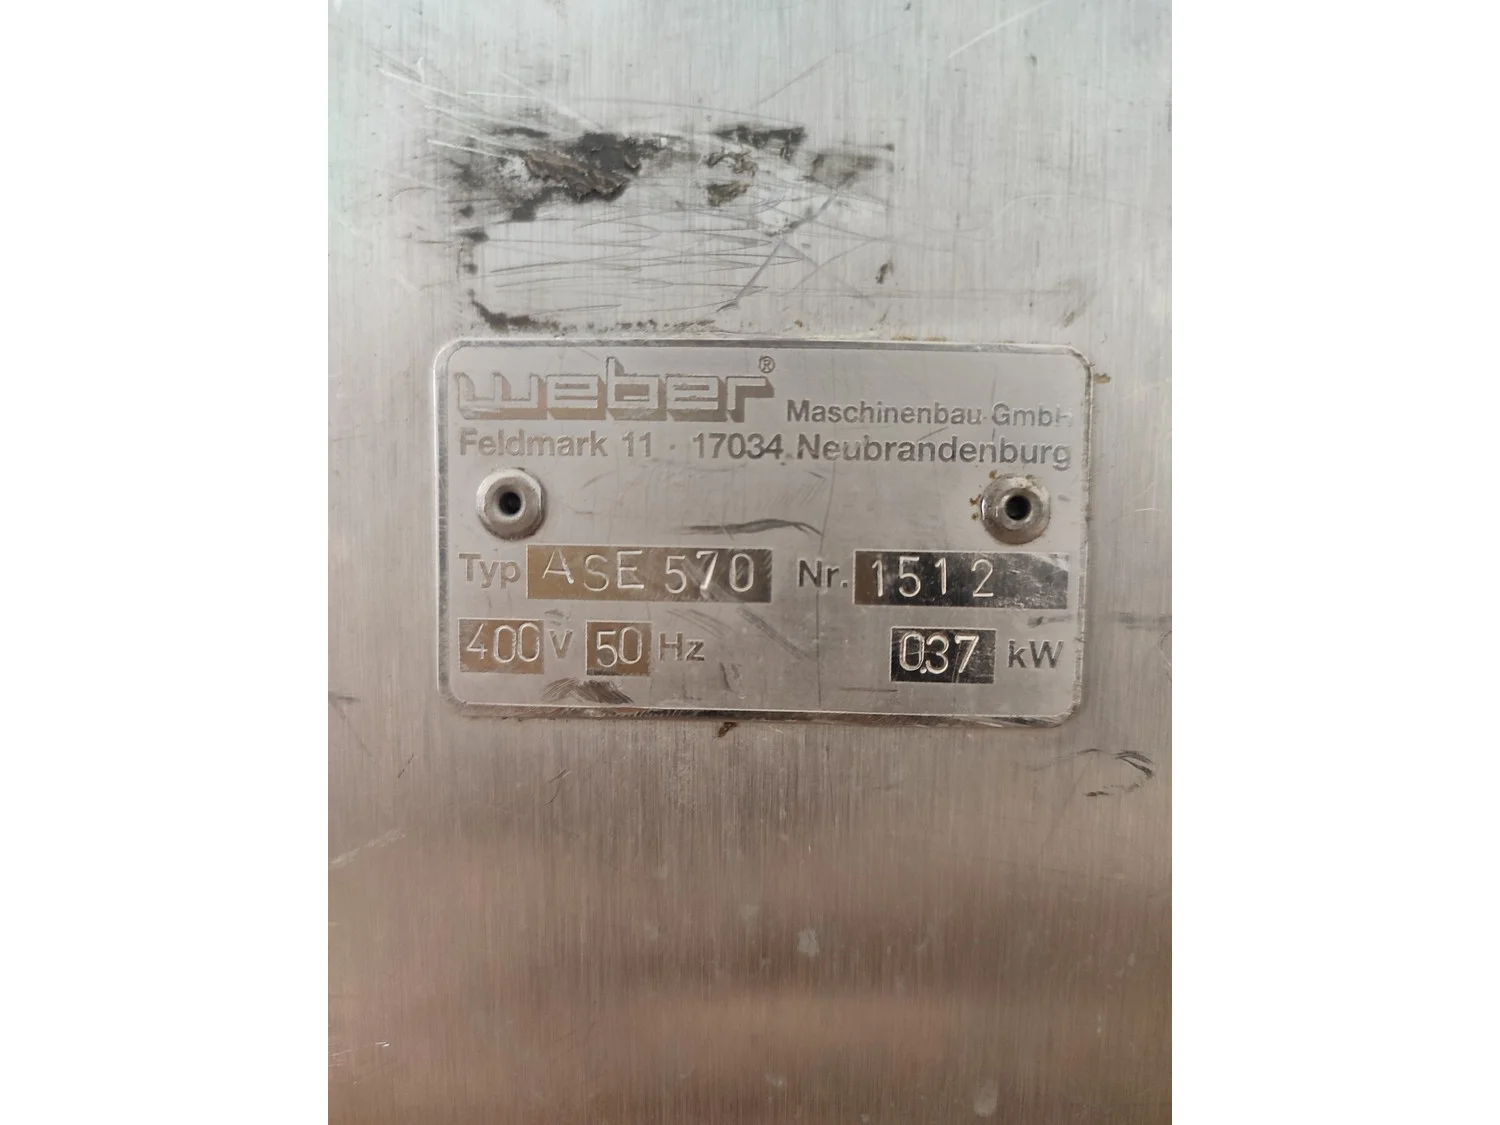 weber® Maschinenbau GmbH
Feldmark 11 · 17034 Neubrandenburg
Typ ASE 570 Nr. 1512
400 V 50 Hz 0.37 kW